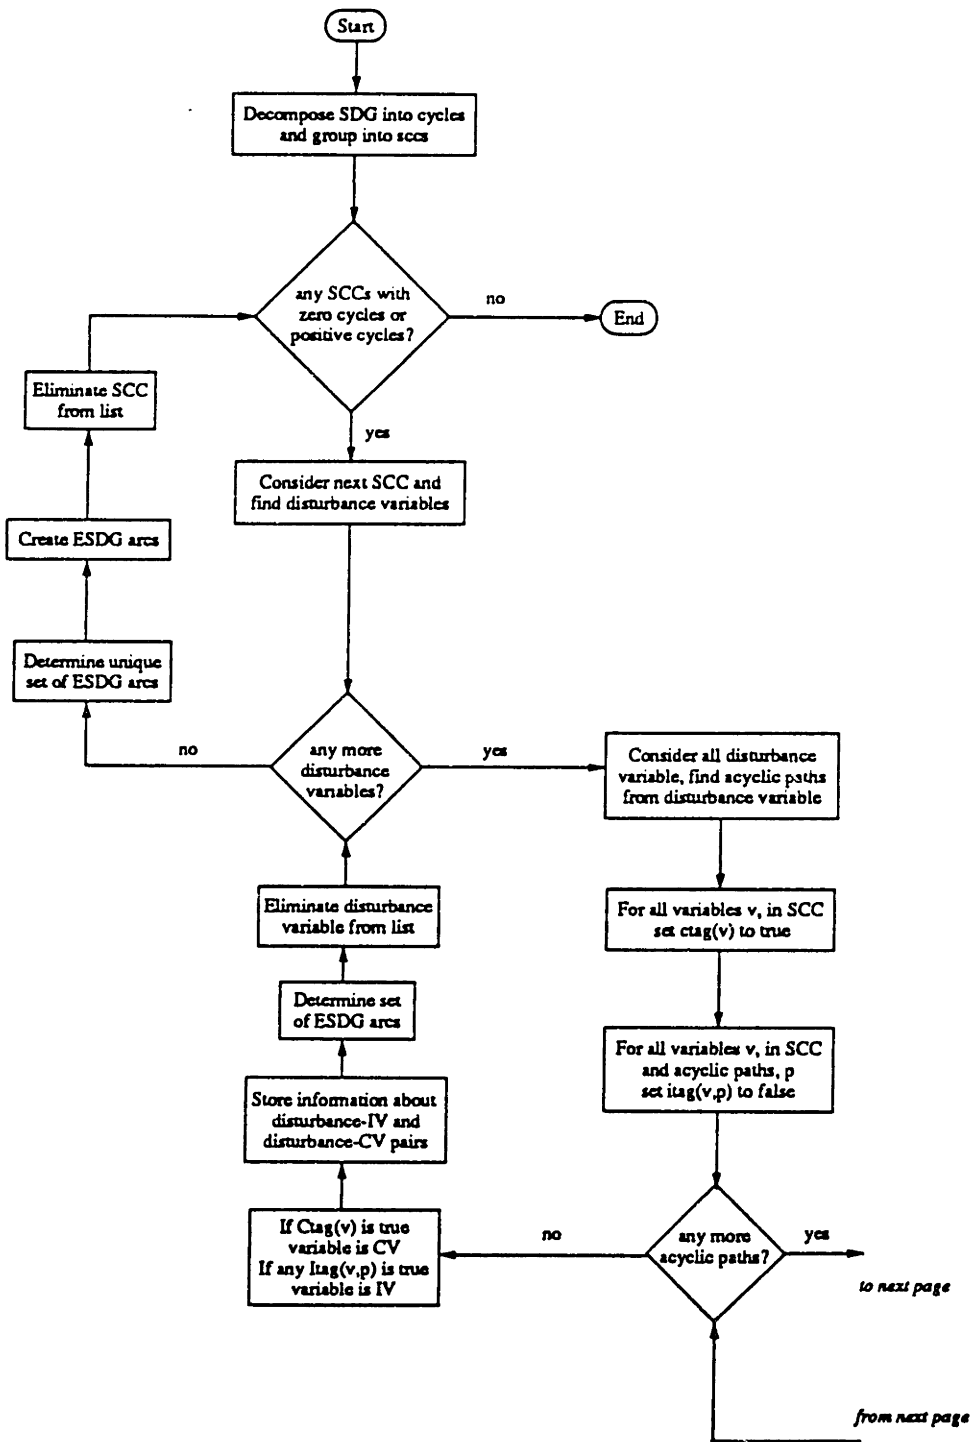 Start
Decompose SDG into cycles
and group into sccs
any SCCs with
zero cycles or
positive cycles?
no
End
Eliminate SCC
from list
yes
Consider next SCC and
find disturbance variables
Create ESDG arcs
Determine unique
set of ESDG arcs
no
any more
disturbance
variables?
yes
Consider all disturbance
variable, find acyclic paths
from disturbance variable
Eliminate disturbance
variable from list
For all variables v, in SCC
set ctag(v) to true
Determine set
of ESDG arcs
For all variables v, in SCC
and acyclic paths, p
set itag(v,p) to false
Store information about
disturbance-IV and
disturbance-CV pairs
If Ctag(v) is true
variable is CV
If any Itag(v,p) is true
variable is IV
no
any more
acyclic paths?
yes
to next page
from next page